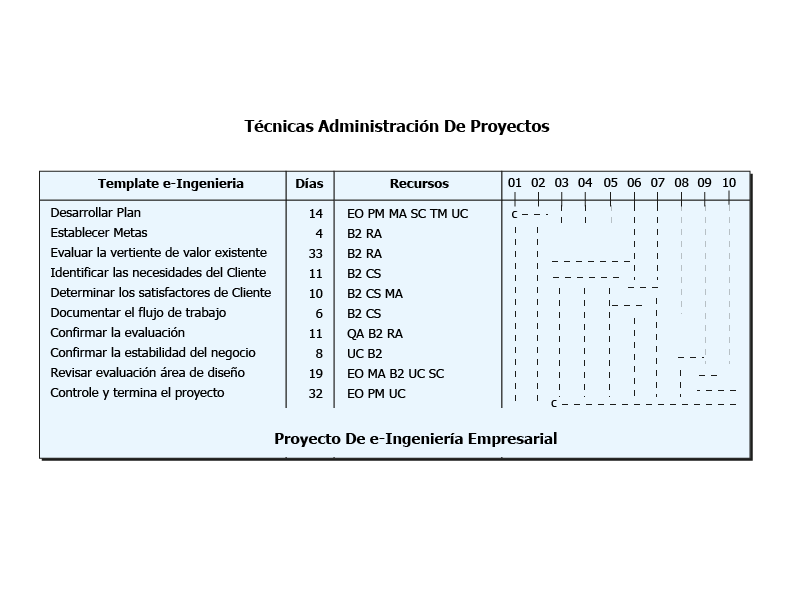 Técnicas Administración De Proyectos
Template e-Ingenieria Días Recursos 01 02 03 04 05 06 07 08 09 10
Desarrollar Plan 14 EO PM MA SC TM UC C
Establecer Metas 4 B2 RA
Evaluar la vertiente de valor existente 33 B2 RA
Identificar las necesidades del Cliente 11 B2 CS
Determinar los satisfactores de Cliente 10 B2 CS MA
Documentar el flujo de trabajo 6 B2 CS
Confirmar la evaluación 11 QA B2 RA
Confirmar la estabilidad del negocio 8 UC B2
Revisar evaluación área de diseño 19 EO MA B2 UC SC
Controle y termina el proyecto 32 EO PM UC C
Proyecto De e-Ingeniería Empresarial